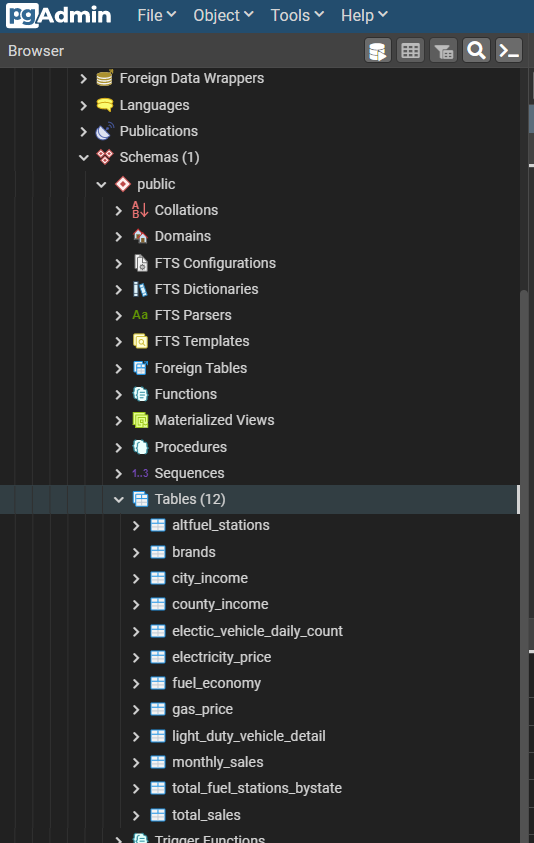 pgAdmin File Object Tools Help
Browser
Foreign Data Wrappers
Languages
Publications
Schemas (1)
public
Collations
Domains
FTS Configurations
FTS Dictionaries
Aa FTS Parsers
FTS Templates
Foreign Tables
Functions
Materialized Views
Procedures
1..3 Sequences
Tables (12)
altfuel_stations
brands
city_income
county_income
electic_vehicle_daily_count
electricity_price
fuel_economy
gas_price
light_duty_vehicle_detail
monthly_sales
total_fuel_stations_bystate
total_sales
Trigger Functions